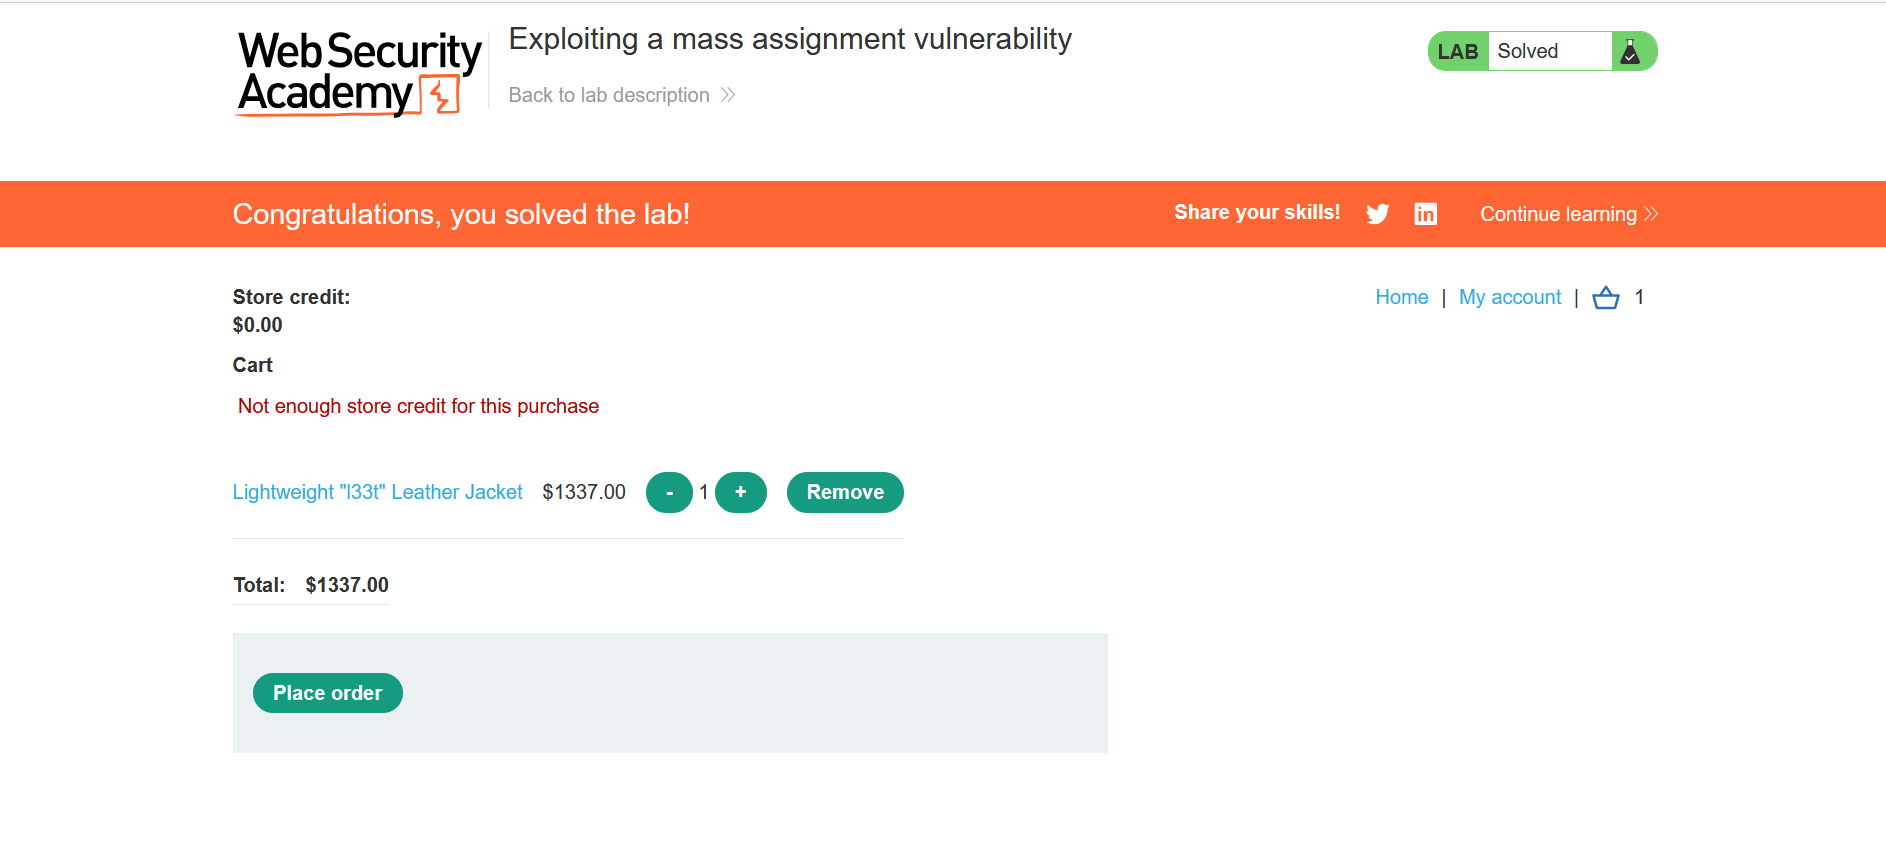 Web Security
Academy
Exploiting a mass assignment vulnerability
Back to lab description
LAB Solved
Congratulations, you solved the lab!
Share your skills!
Continue learning
Store credit:
$0.00
Home | My account | 1
Cart
Not enough store credit for this purchase
Lightweight "l33t" Leather Jacket $1337.00 - 1 + Remove
Total: $1337.00
Place order